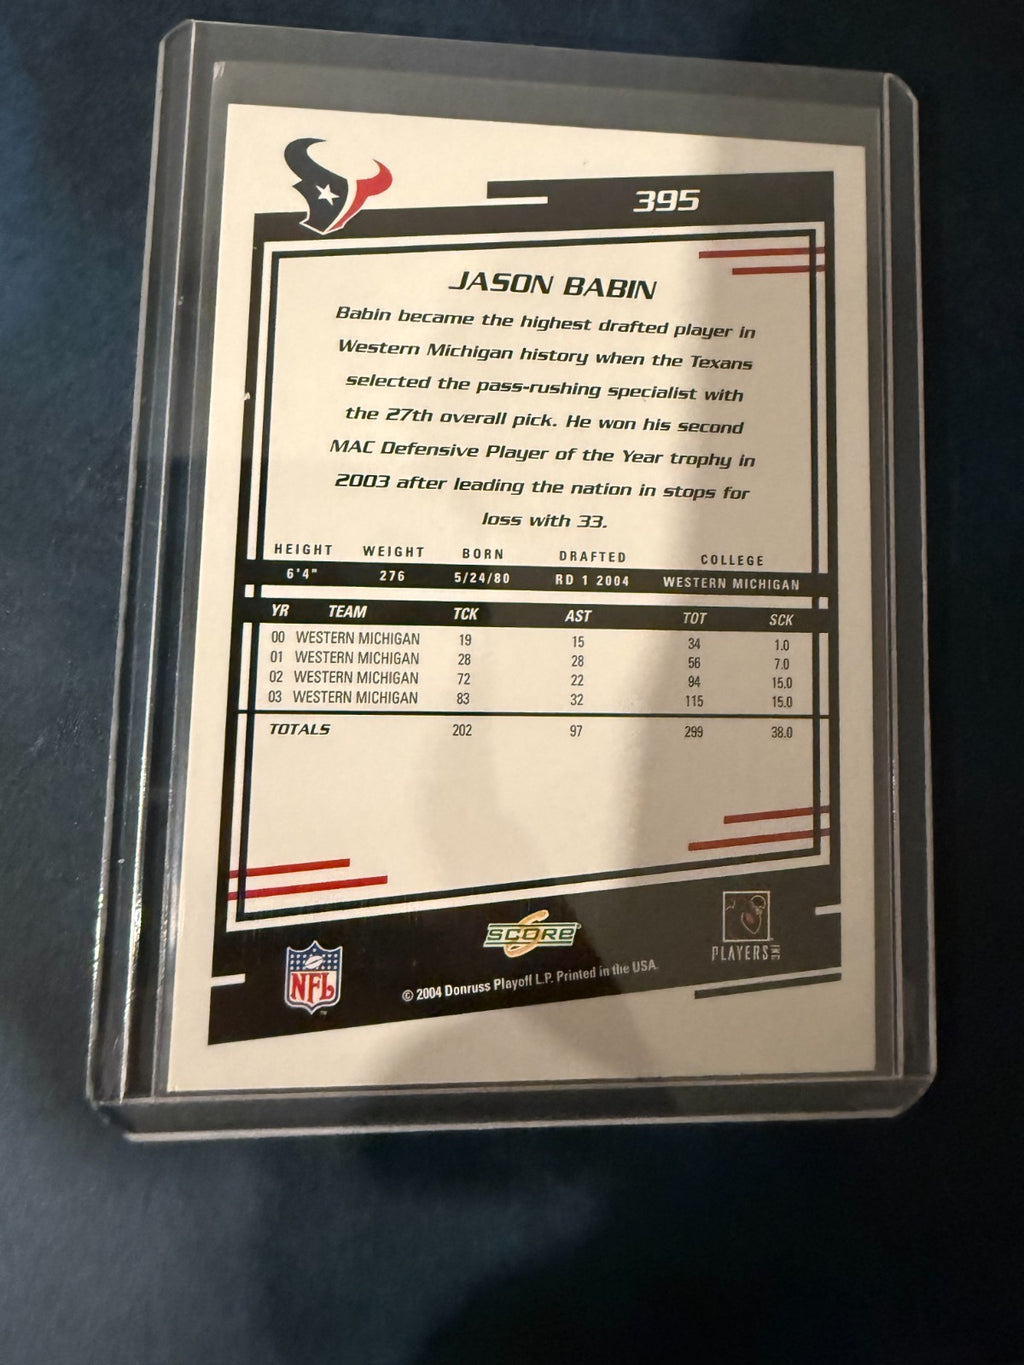 395
JASON BABIN
Babin became the highest drafted player in
Western Michigan history when the Texans
selected the pass-rushing specialist with
the 27th overall pick. He won his second
MAC Defensive Player of the Year trophy in
2003 after leading the nation in stops for
loss with 33.
HEIGHT WEIGHT BORN DRAFTED COLLEGE
6'4" 276 5/24/80 RD 1 2004 WESTERN MICHIGAN
YR TEAM TCK AST TOT SCK
00 WESTERN MICHIGAN 19 15 34 1.0
01 WESTERN MICHIGAN 28 28 56 7.0
02 WESTERN MICHIGAN 72 22 94 15.0
03 WESTERN MICHIGAN 83 32 115 15.0
TOTALS 202 97 299 38.0
SCORE
NFL
PLAYERS INC
© 2004 Donruss Playoff L.P. Printed in the USA.